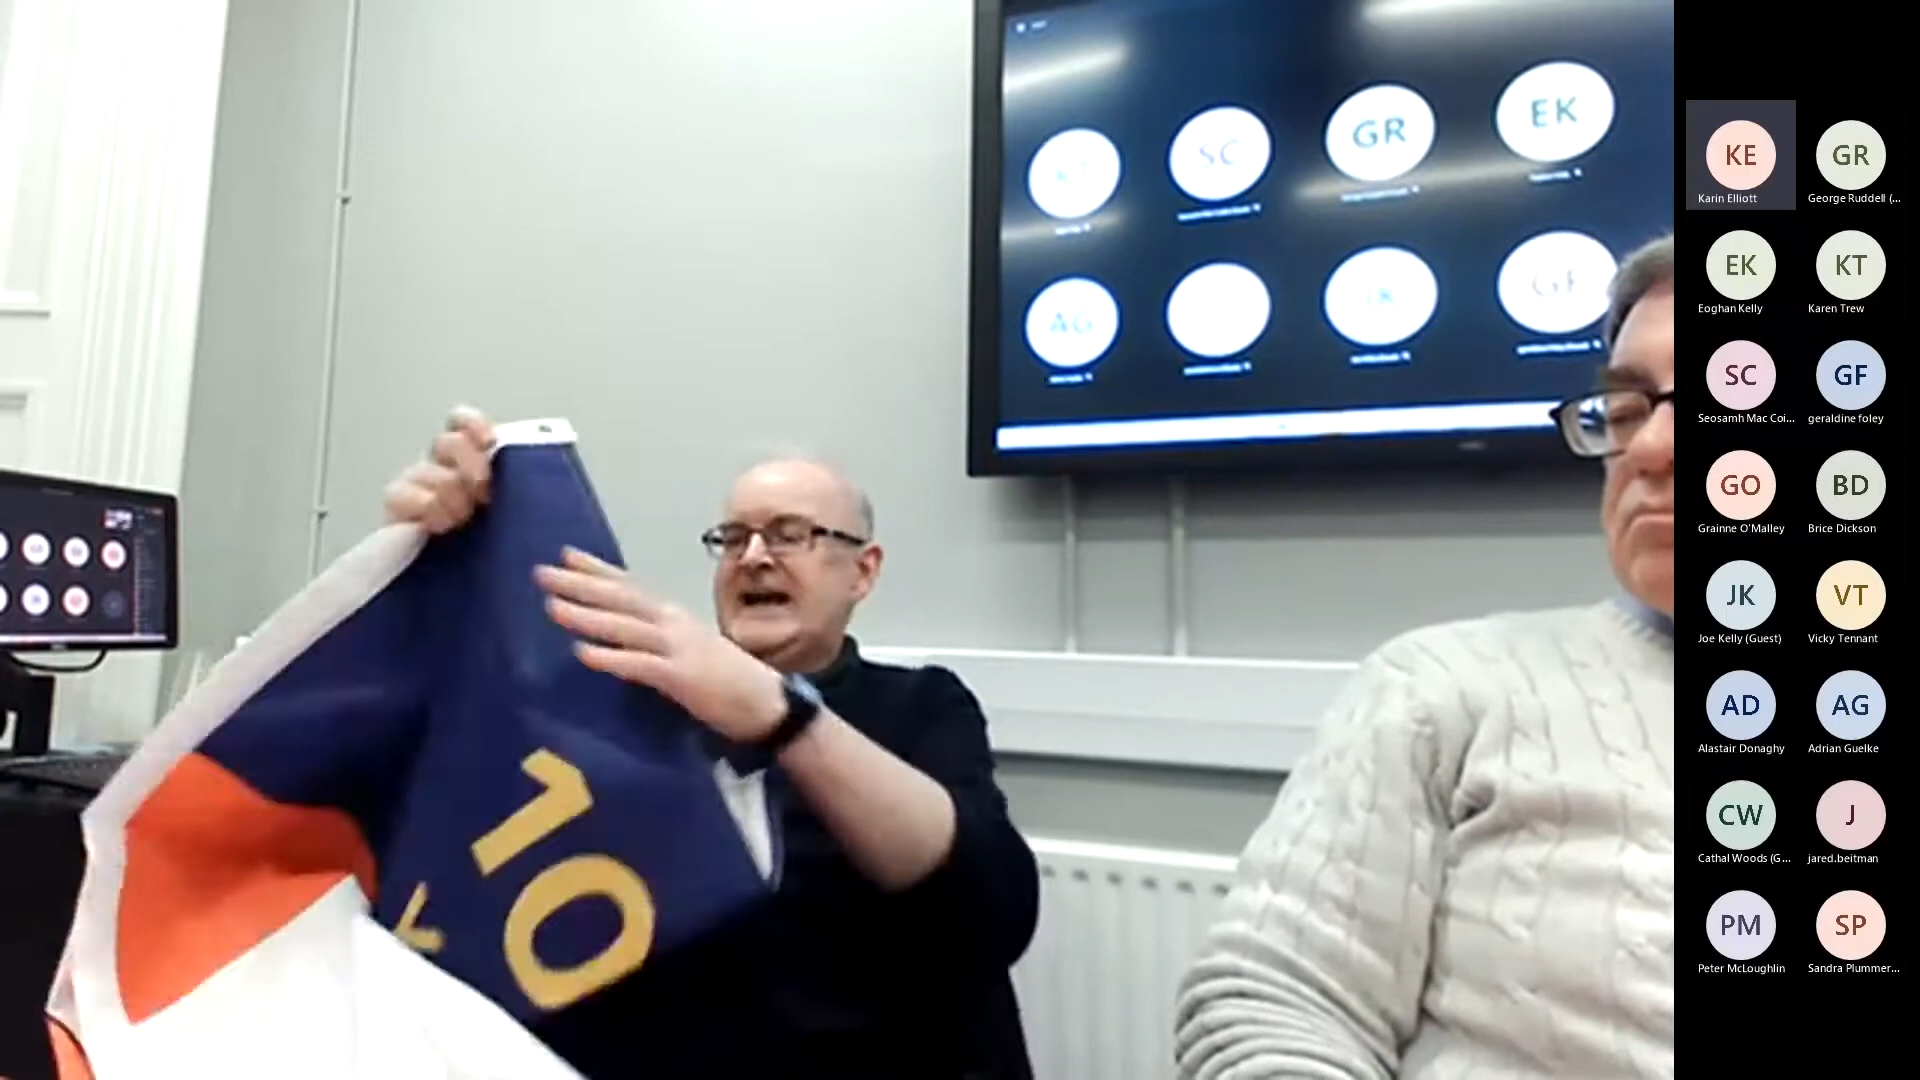 SC
GR
EK
AG
GF
10
KE
Karin Elliott
GR
George Ruddell (...
EK
Eoghan Kelly
KT
Karen Trew
SC
Seosamh Mac Coi...
GF
geraldine foley
GO
Grainne O'Malley
BD
Brice Dickson
JK
Joe Kelly (Guest)
VT
Vicky Tennant
AD
Alastair Donaghy
AG
Adrian Guelke
CW
Cathal Woods (G...
J
jared.beitman
PM
Peter McLoughlin
SP
Sandra Plummer...